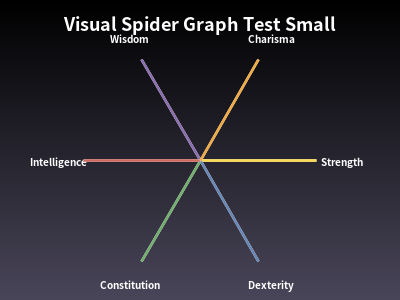 Visual Spider Graph Test Small
Wisdom
Charisma
Intelligence
Strength
Constitution
Dexterity